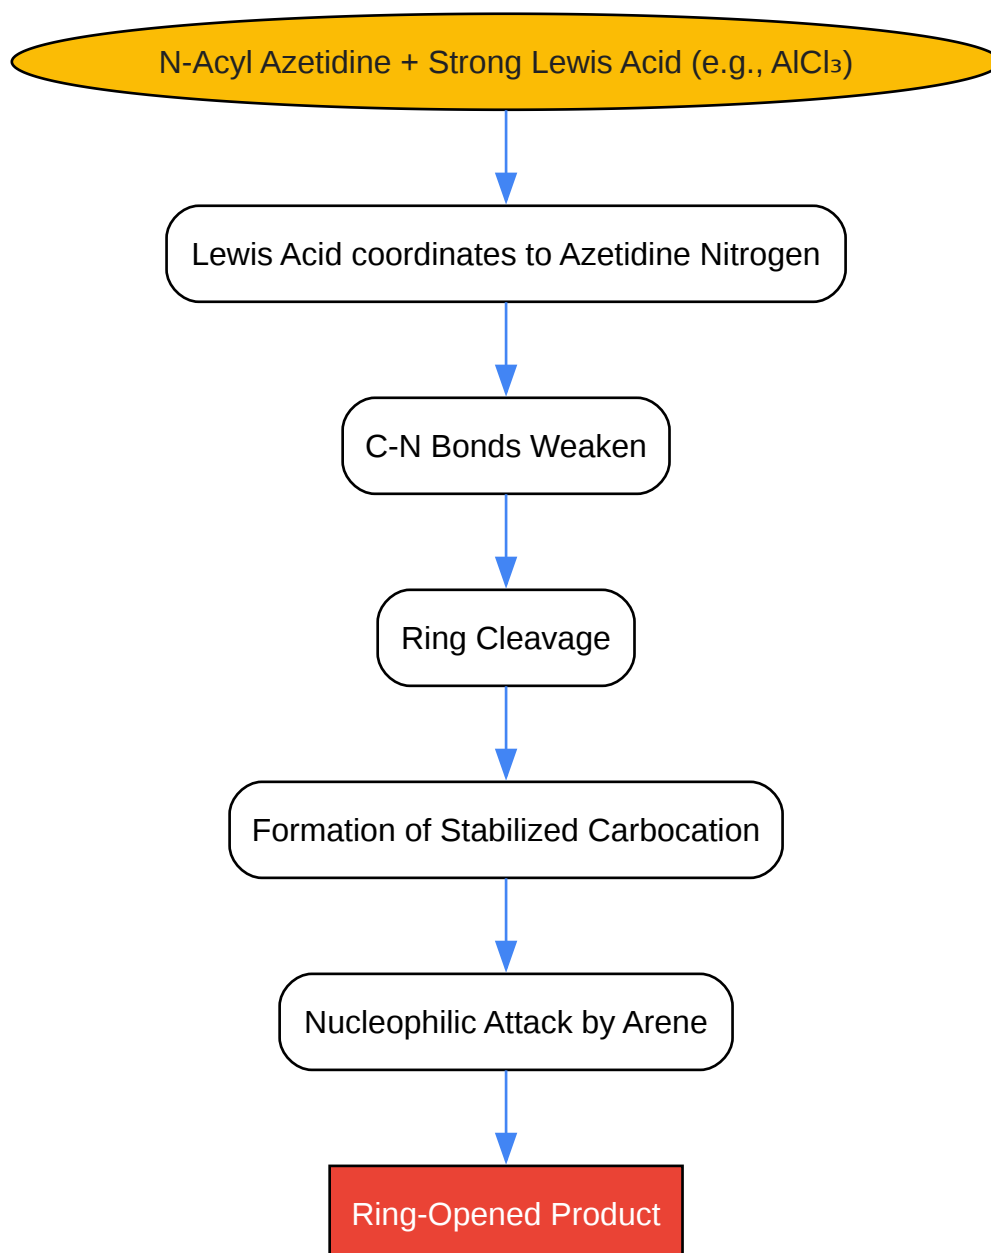 N-Acyl Azetidine + Strong Lewis Acid (e.g., AlCl₃)
Lewis Acid coordinates to Azetidine Nitrogen
C-N Bonds Weaken
Ring Cleavage
Formation of Stabilized Carbocation
Nucleophilic Attack by Arene
Ring-Opened Product